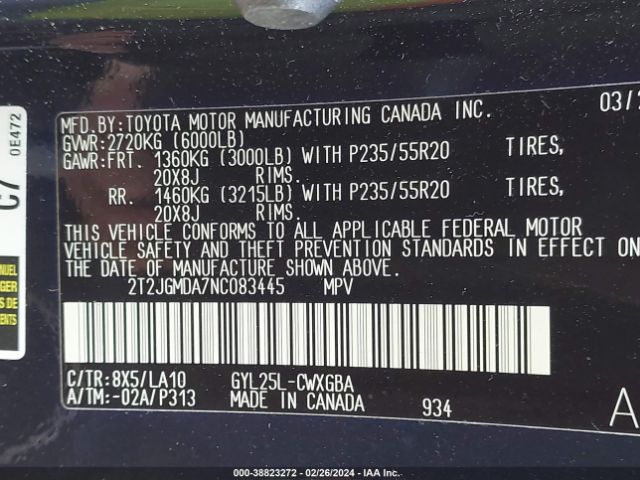 MFD. BY: TOYOTA MOTOR MANUFACTURING CANADA INC. 03/
GVWR: 2720KG (6000LB)
GAWR: FRT. 1360KG (3000LB) WITH P235/55R20 TIRES,
20X8J RIMS.
RR. 1460KG (3215LB) WITH P235/55R20 TIRES,
20X8J RIMS.
THIS VEHICLE CONFORMS TO ALL APPLICABLE FEDERAL MOTOR
VEHICLE SAFETY AND THEFT PREVENTION STANDARDS IN EFFECT ON
THE DATE OF MANUFACTURE SHOWN ABOVE.
2T2JGMDA7NC083445 MPV
C/TR: 8X5/LA10 GYL25L-CWXGBA
A/TM: -02A/P313 MADE IN CANADA 934
A
C7
0E472
000-38823272 - 02/26/2024 - IAA Inc.